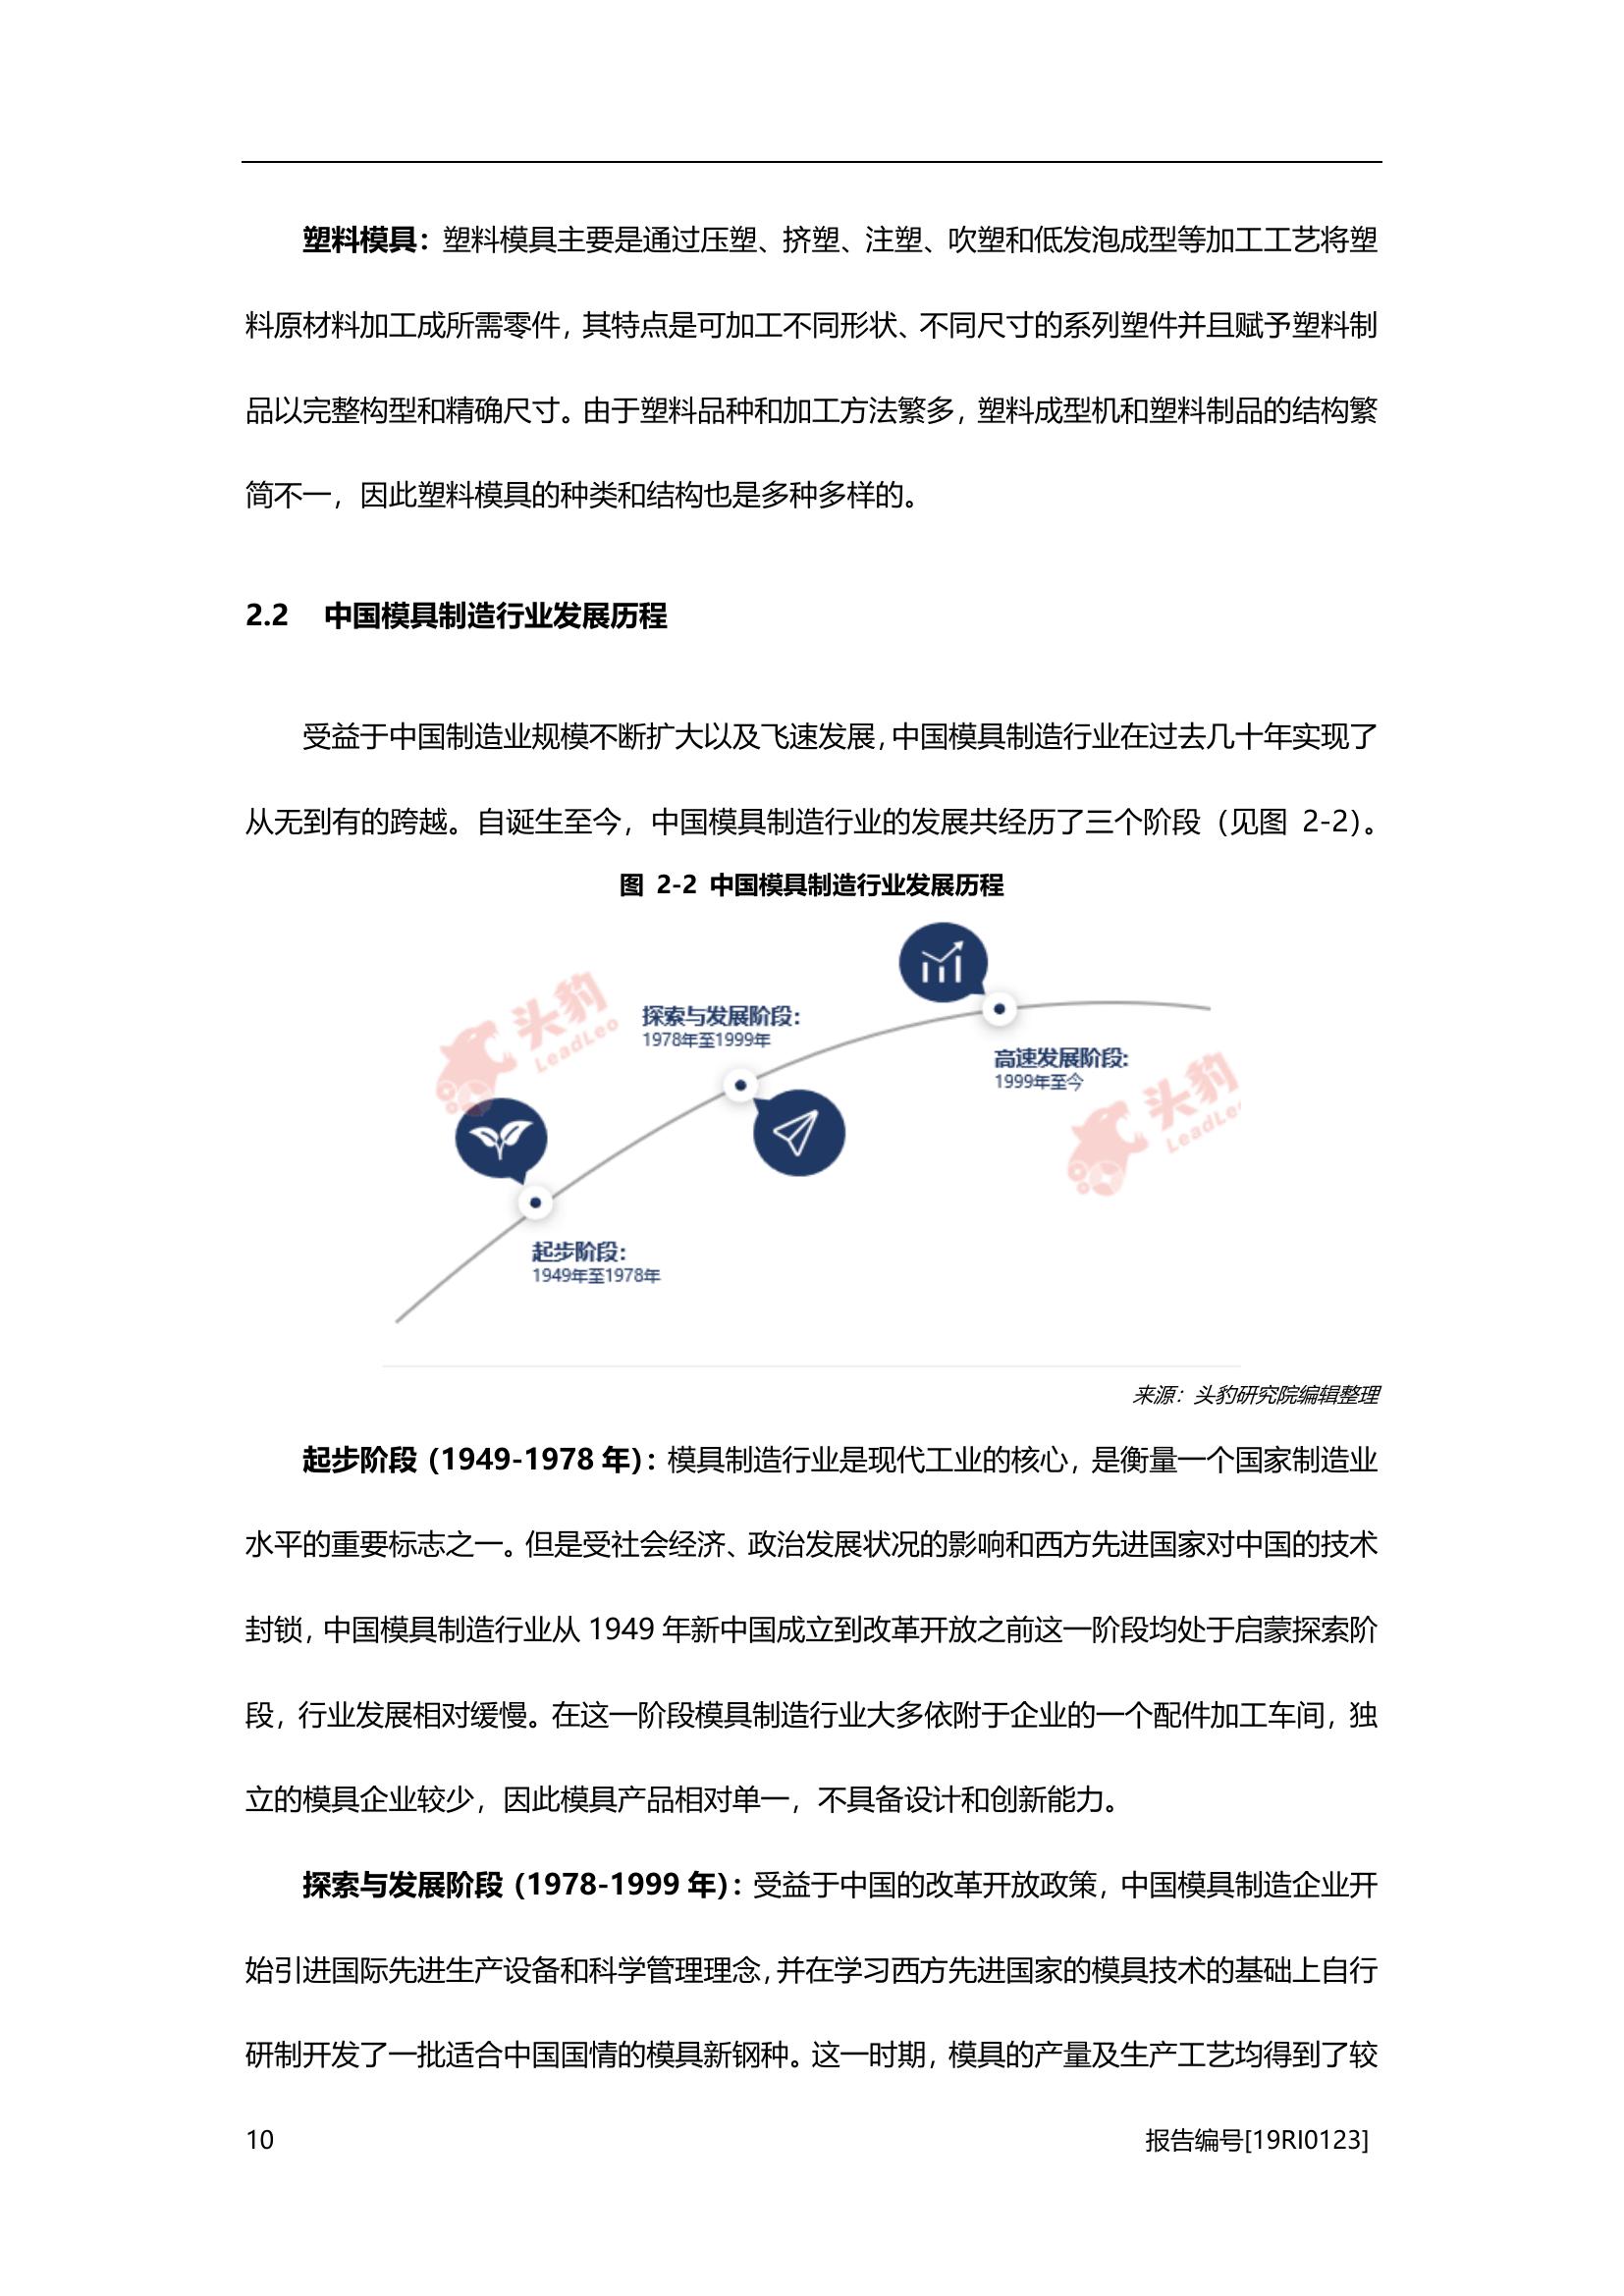 塑料模具：塑料模具主要是通过压塑、挤塑、注塑、吹塑和低发泡成型等加工工艺将塑
料原材料加工成所需零件，其特点是可加工不同形状、不同尺寸的系列塑件并且赋予塑料制
品以完整构型和精确尺寸。由于塑料品种和加工方法繁多，塑料成型机和塑料制品的结构繁
简不一，因此塑料模具的种类和结构也是多种多样的。
2.2 中国模具制造行业发展历程
受益于中国制造业规模不断扩大以及飞速发展，中国模具制造行业在过去几十年实现了
从无到有的跨越。自诞生至今，中国模具制造行业的发展共经历了三个阶段（见图 2-2）。
图 2-2 中国模具制造行业发展历程
头豹
LeadLeo
探索与发展阶段：
1978年至1999年
高速发展阶段：
1999年至今
头豹
LeadLe
起步阶段：
1949年至1978年
来源：头豹研究院编辑整理
起步阶段（1949-1978 年）：模具制造行业是现代工业的核心，是衡量一个国家制造业
水平的重要标志之一。但是受社会经济、政治发展状况的影响和西方先进国家对中国的技术
封锁，中国模具制造行业从 1949 年新中国成立到改革开放之前这一阶段均处于启蒙探索阶
段，行业发展相对缓慢。在这一阶段模具制造行业大多依附于企业的一个配件加工车间，独
立的模具企业较少，因此模具产品相对单一，不具备设计和创新能力。
探索与发展阶段（1978-1999 年）：受益于中国的改革开放政策，中国模具制造企业开
始引进国际先进生产设备和科学管理理念，并在学习西方先进国家的模具技术的基础上自行
研制开发了一批适合中国国情的模具新钢种。这一时期，模具的产量及生产工艺均得到了较
10 报告编号[19RI0123]